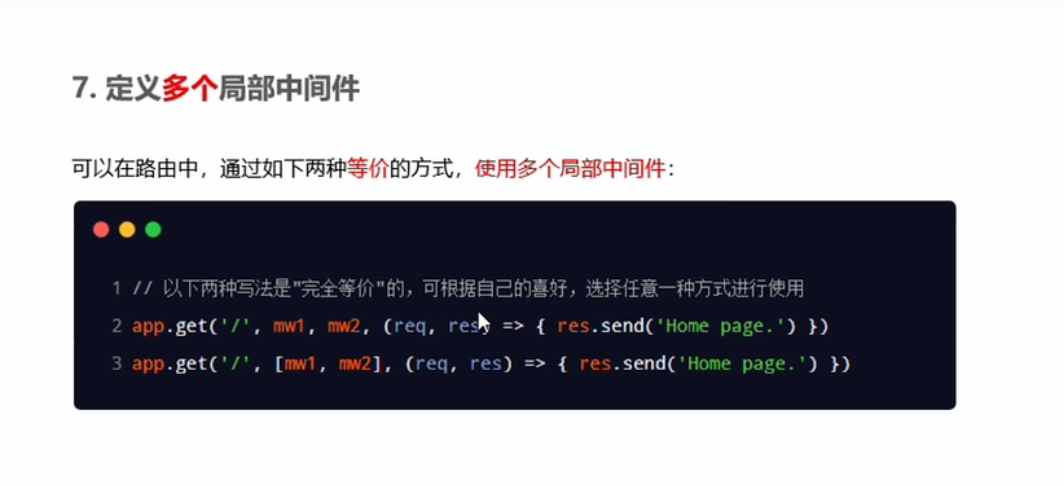 7. 定义多个局部中间件
可以在路由中，通过如下两种等价的方式，使用多个局部中间件：
1 // 以下两种写法是"完全等价"的，可根据自己的喜好，选择任意一种方式进行使用
2 app.get('/', mw1, mw2, (req, res) => { res.send('Home page.') })
3 app.get('/', [mw1, mw2], (req, res) => { res.send('Home page.') })